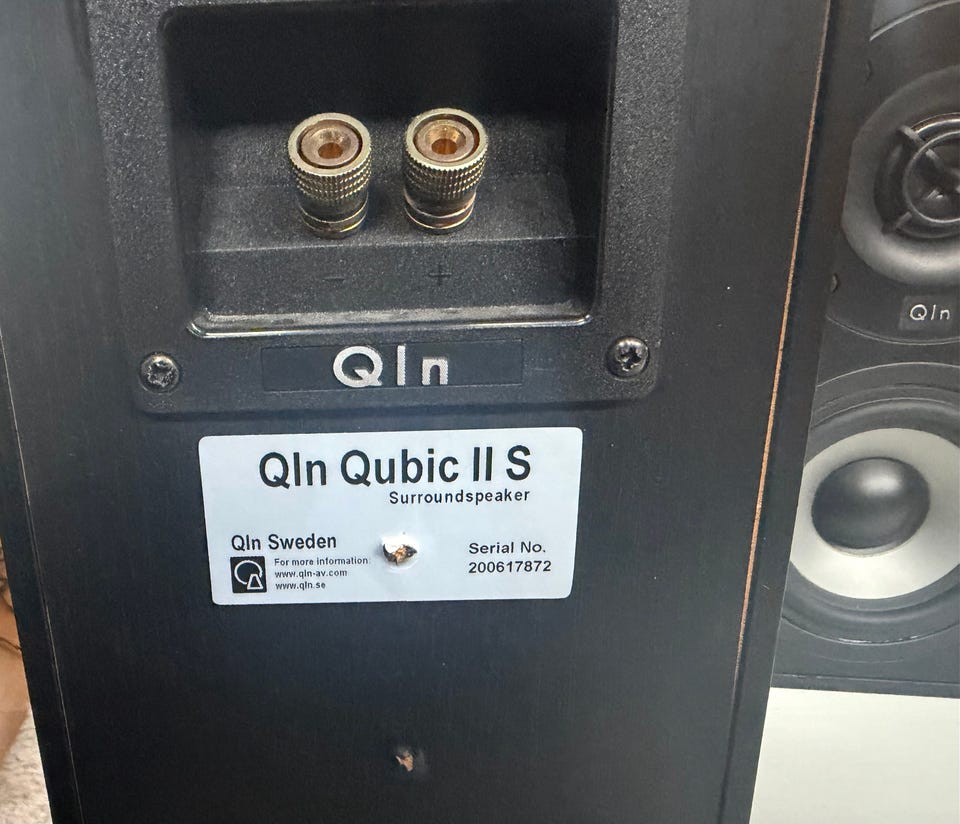 - +
Qln
Qln
Qln Qubic II S
Surroundspeaker
Qln Sweden
For more information:
www.qln-av.com
www.qln.se
Serial No.
200617872